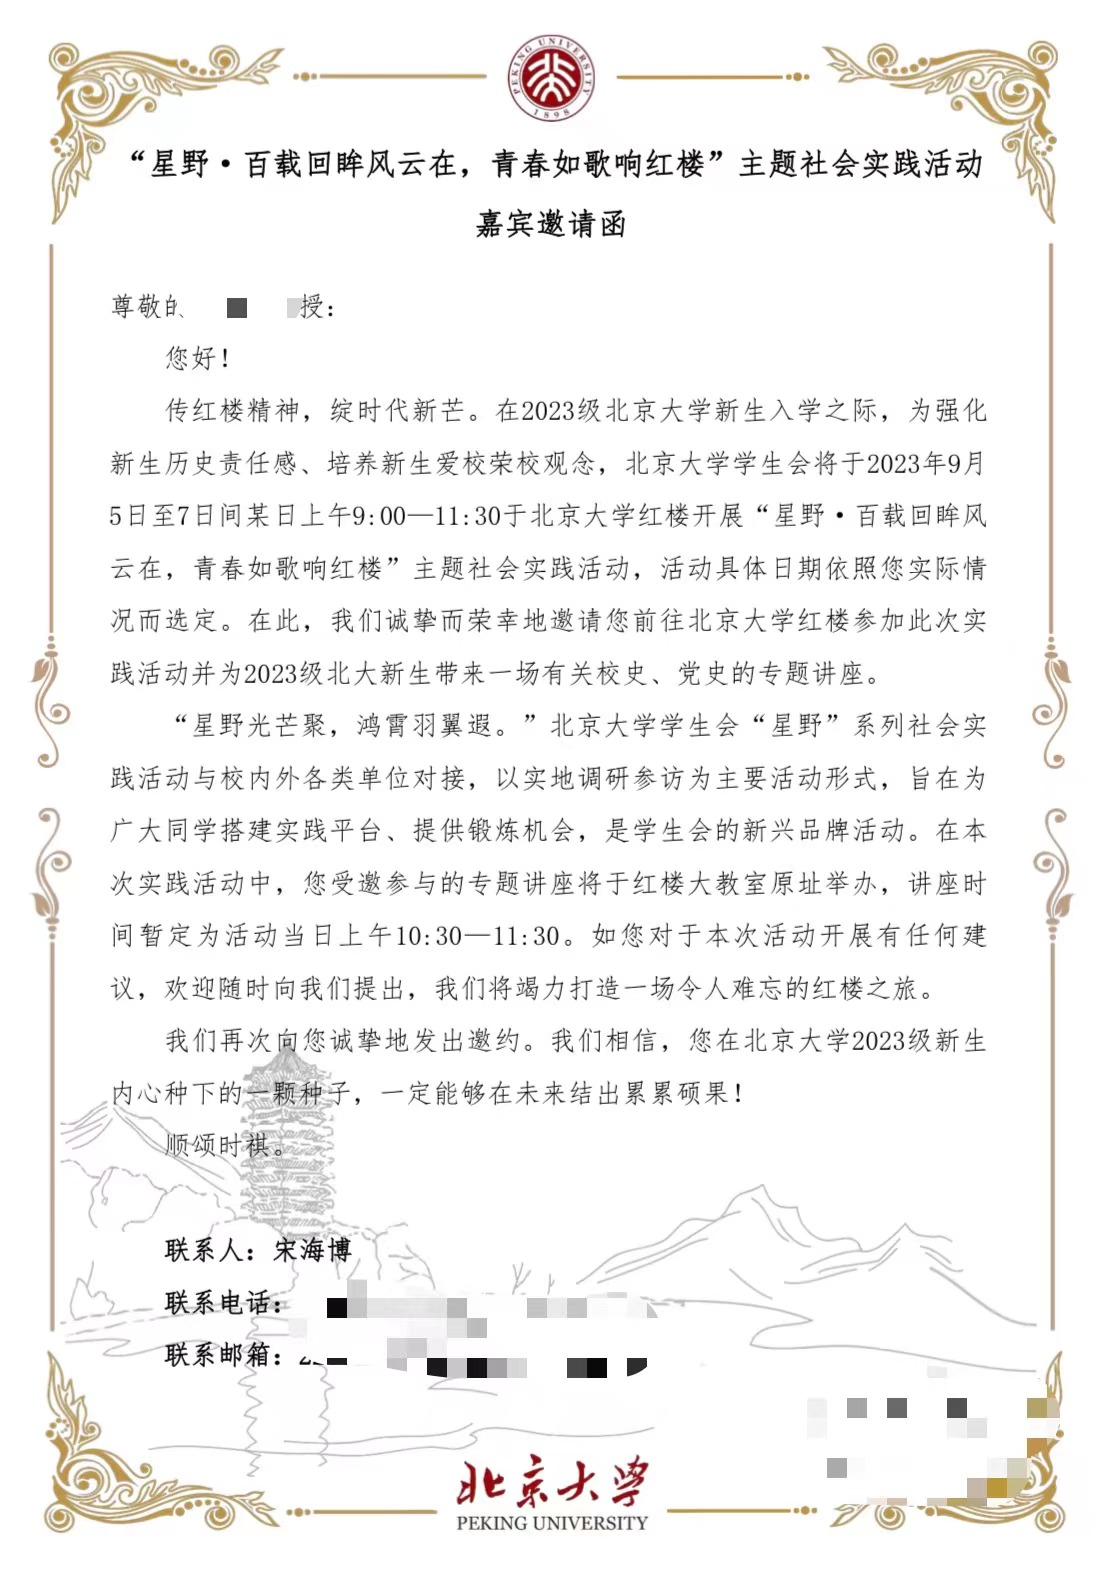 PEKING UNIVERSITY
1898
“星野·百载回眸风云在，青春如歌响红楼”主题社会实践活动
嘉宾邀请函
尊敬的 授：
您好！
传红楼精神，绽时代新芒。在2023级北京大学新生入学之际，为强化
新生历史责任感、培养新生爱校荣校观念，北京大学学生会将于2023年9月
5日至7日间某日上午9:00—11:30于北京大学红楼开展“星野·百载回眸风
云在，青春如歌响红楼”主题社会实践活动，活动具体日期依照您实际情
况而选定。在此，我们诚挚而荣幸地邀请您前往北京大学红楼参加此次实
践活动并为2023级北大新生带来一场有关校史、党史的专题讲座。
“星野光芒聚，鸿霄羽翼遐。”北京大学学生会“星野”系列社会实
践活动与校内外各类单位对接，以实地调研参访为主要活动形式，旨在为
广大同学搭建实践平台、提供锻炼机会，是学生会的新兴品牌活动。在本
次实践活动中，您受邀参与的专题讲座将于红楼大教室原址举办，讲座时
间暂定为活动当日上午10:30—11:30。如您对于本次活动开展有任何建
议，欢迎随时向我们提出，我们将竭力打造一场令人难忘的红楼之旅。
我们再次向您诚挚地发出邀约。我们相信，您在北京大学2023级新生
内心种下的一颗种子，一定能够在未来结出累累硕果！
顺颂时祺。
联系人：宋海博
联系电话：
联系邮箱：
北京大学
PEKING UNIVERSITY